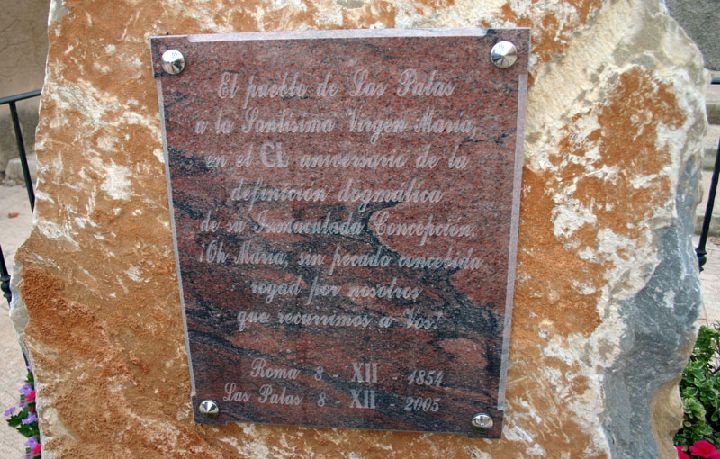 El pueblo de Las Palas
a la Santísima Virgen María,
en el CL aniversario de la
definición dogmática
de su Inmaculada Concepción.
¡Oh María, sin pecado concebida
rogad por nosotros
que recurrimos a Vos!
Roma 8 - XII - 1854
Las Palas 8 - XII - 2005